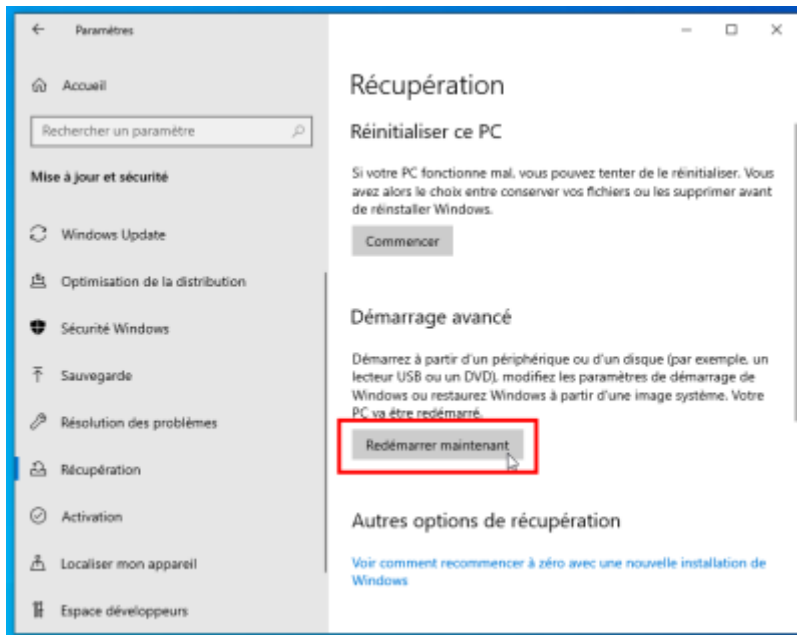 Paramètres
Accueil
Rechercher un paramètre
Mise à jour et sécurité
Windows Update
Optimisation de la distribution
Sécurité Windows
Sauvegarde
Résolution des problèmes
Récupération
Activation
Localiser mon appareil
Espace développeurs
Récupération
Réinitialiser ce PC
Si votre PC fonctionne mal, vous pouvez tenter de le réinitialiser. Vous
avez alors le choix entre conserver vos fichiers ou les supprimer avant
de réinstaller Windows.
Commencer
Démarrage avancé
Démarrez à partir d'un périphérique ou d'un disque (par exemple, un
lecteur USB ou un DVD), modifiez les paramètres de démarrage de
Windows ou restaurez Windows à partir d'une image système. Votre
PC va être redémarré.
Redémarrer maintenant
Autres options de récupération
Voir comment recommencer à zéro avec une nouvelle installation de
Windows